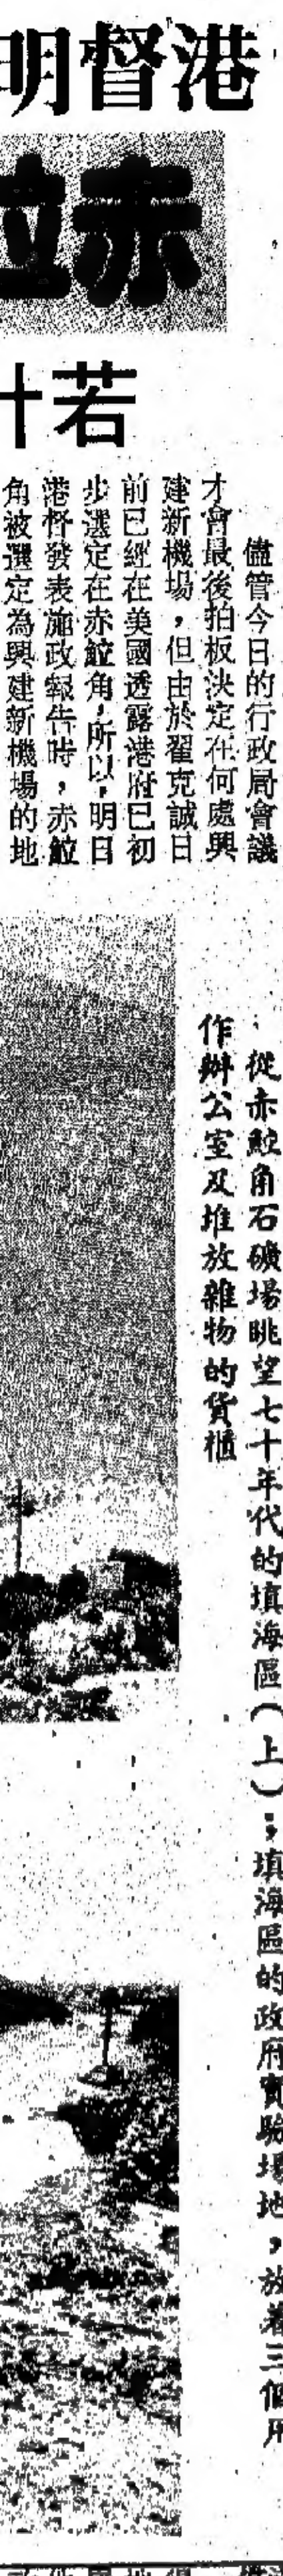 港督明
赤
若
儘管今日的行政局會議
才會最後拍板決定在何處興
建新機場，但由於翟克誠日
前已經在美國透露港府已初
步選定在赤鱲角，所以，明日
港督發表施政報告時，赤鱲
角被選定為興建新機場的地
從赤鱲角石礦場眺望七十年代的填海區（上）；填海區的政府實驗場地，放着三個用
作辦公室及堆放雜物的貨櫃